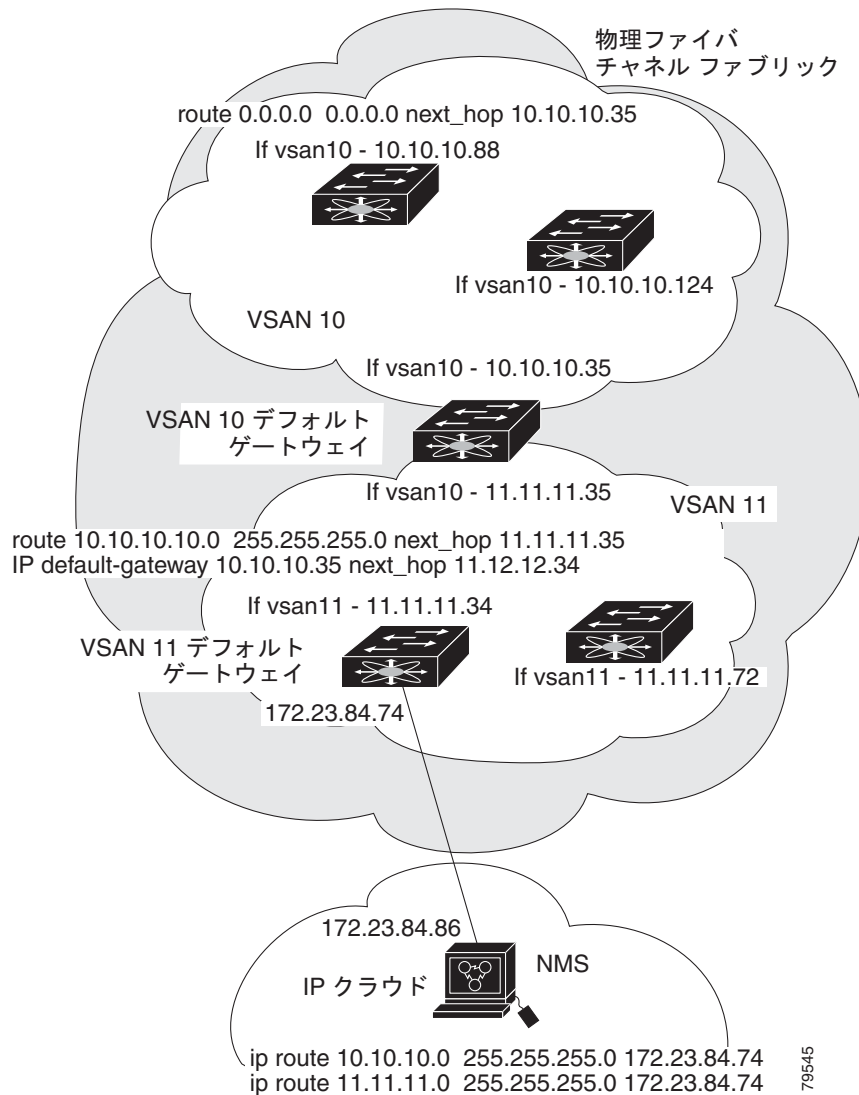 物理ファイバ
チャネル ファブリック
route 0.0.0.0 0.0.0.0 next_hop 10.10.10.35
If vsan10 - 10.10.10.88
If vsan10 - 10.10.10.124
VSAN 10
If vsan10 - 10.10.10.35
VSAN 10 デフォルト
ゲートウェイ
If vsan10 - 11.11.11.35
VSAN 11
route 10.10.10.10.0 255.255.255.0 next_hop 11.11.11.35
IP default-gateway 10.10.10.35 next_hop 11.12.12.34
If vsan11 - 11.11.11.34
VSAN 11 デフォルト
ゲートウェイ
If vsan11 - 11.11.11.72
172.23.84.74
172.23.84.86
NMS
IP クラウド
ip route 10.10.10.0 255.255.255.0 172.23.84.74
ip route 11.11.11.0 255.255.255.0 172.23.84.74
79545